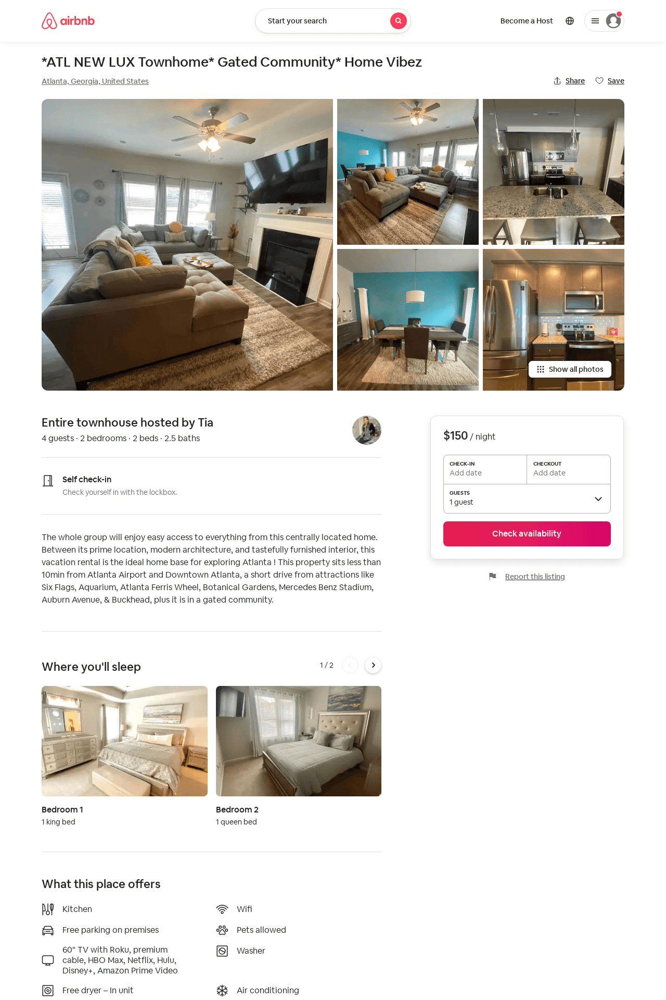 airbnb
Start your search
Become a Host
*ATL NEW LUX Townhome* Gated Community* Home Vibez
Atlanta, Georgia, United States
Share
Save
Show all photos
Entire townhouse hosted by Tia
4 guests · 2 bedrooms · 2 beds · 2.5 baths
Self check-in
Check yourself in with the lockbox.
The whole group will enjoy easy access to everything from this centrally located home.
Between its prime location, modern architecture, and tastefully furnished interior, this
vacation rental is the ideal home base for exploring Atlanta ! This property sits less than
10min from Atlanta Airport and Downtown Atlanta, a short drive from attractions like
Six Flags, Aquarium, Atlanta Ferris Wheel, Botanical Gardens, Mercedes Benz Stadium,
Auburn Avenue, & Buckhead, plus it is in a gated community.
$150 / night
CHECK-IN
Add date
CHECKOUT
Add date
GUESTS
1 guest
Check availability
Report this listing
Where you'll sleep
1 / 2
Bedroom 1
1 king bed
Bedroom 2
1 queen bed
What this place offers
Kitchen
Wifi
Free parking on premises
Pets allowed
60" TV with Roku, premium
cable, HBO Max, Netflix, Hulu,
Disney+, Amazon Prime Video
Washer
Free dryer – In unit
Air conditioning